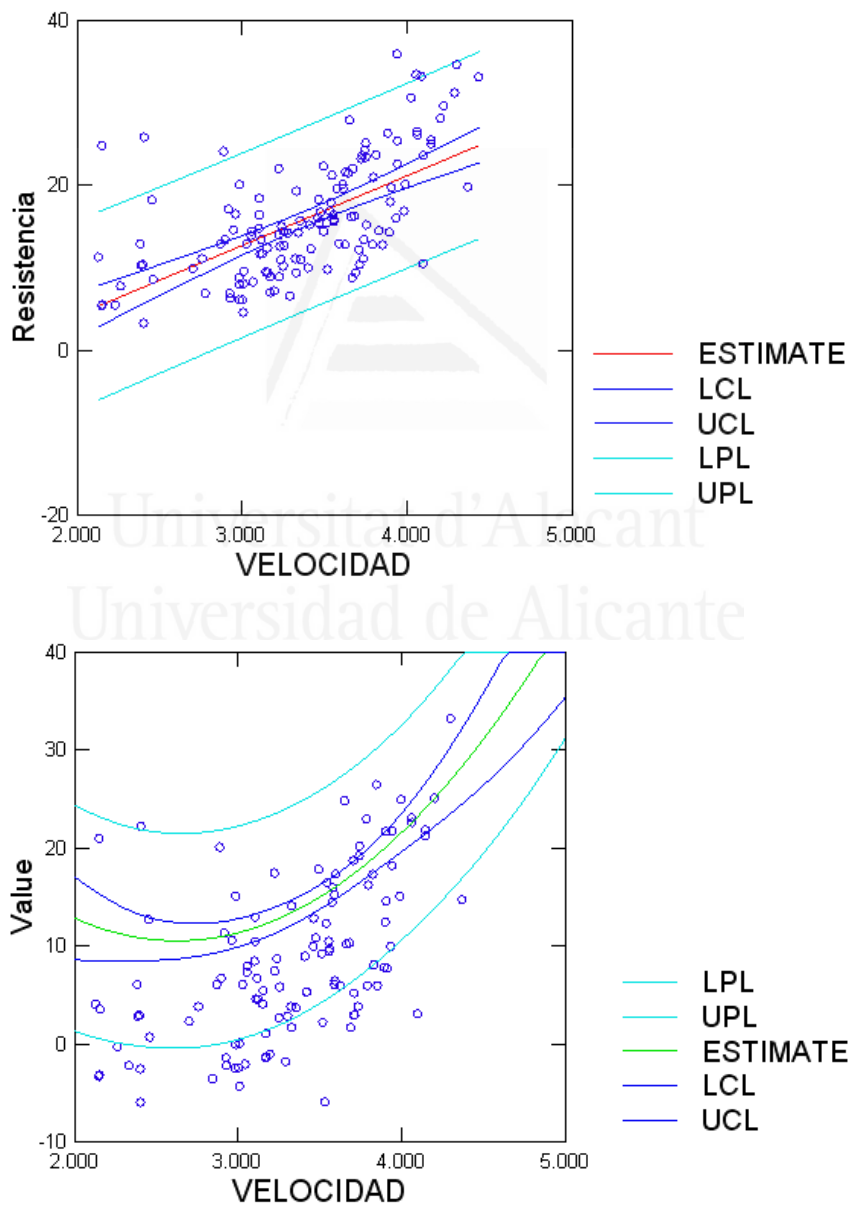 40
20
0
-20
Resistencia
2.000 3.000 4.000 5.000
VELOCIDAD
ESTIMATE
LCL
UCL
LPL
UPL
Universitat d'Alacant
Universidad de Alicante
40
30
20
10
0
-10
Value
2.000 3.000 4.000 5.000
VELOCIDAD
LPL
UPL
ESTIMATE
LCL
UCL